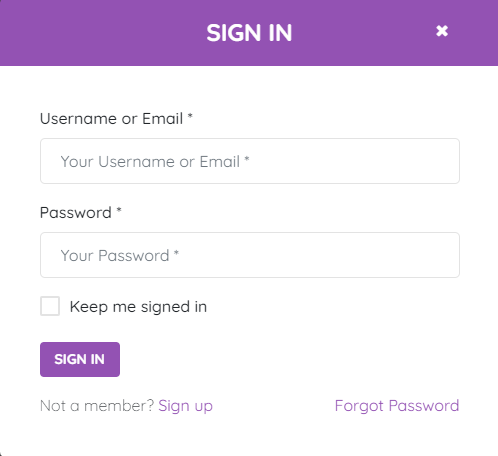 SIGN IN ✖
Username or Email *
Your Username or Email *
Password *
Your Password *
Keep me signed in
SIGN IN
Not a member? Sign up Forgot Password